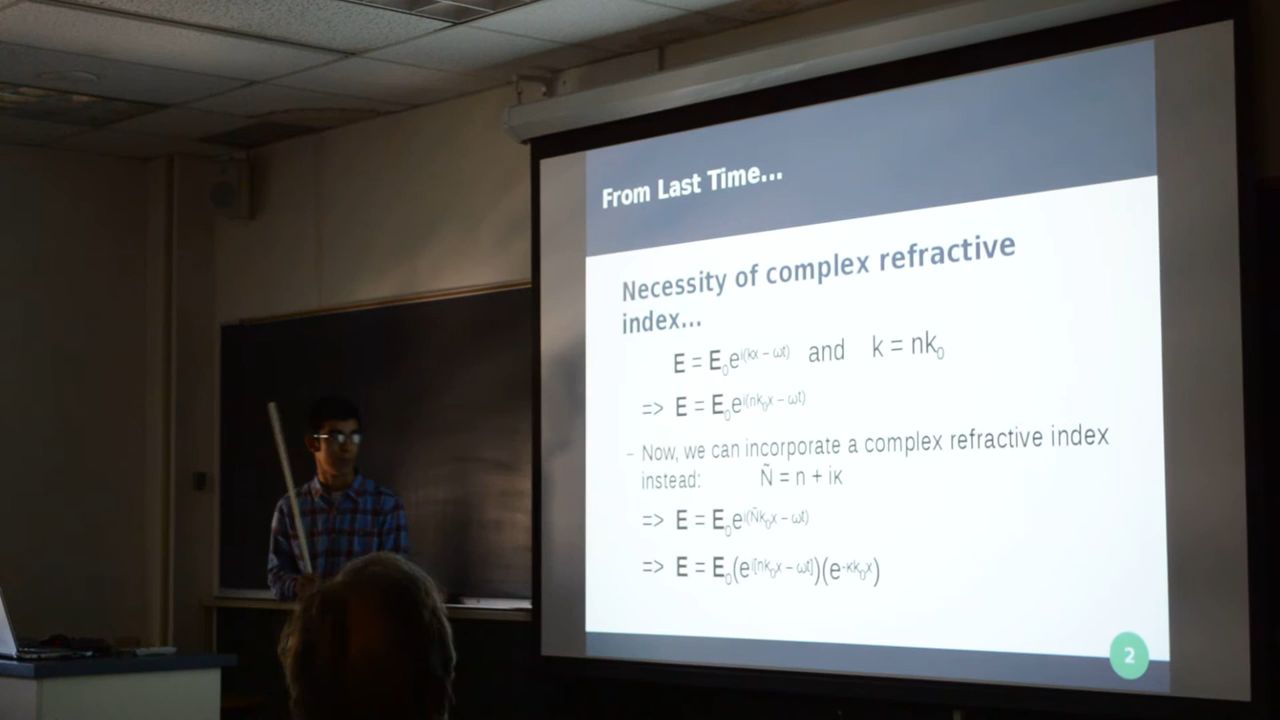 From Last Time...
Necessity of complex refractive
index...
E = E₀e^i(kx – ωt) and k = nk₀
=> E = E₀e^i(nk₀x – ωt)
– Now, we can incorporate a complex refractive index
instead: Ñ = n + iκ
=> E = E₀e^i(Ñk₀x – ωt)
=> E = E₀(e^i[nk₀x – ωt])(e^-κk₀x)
2